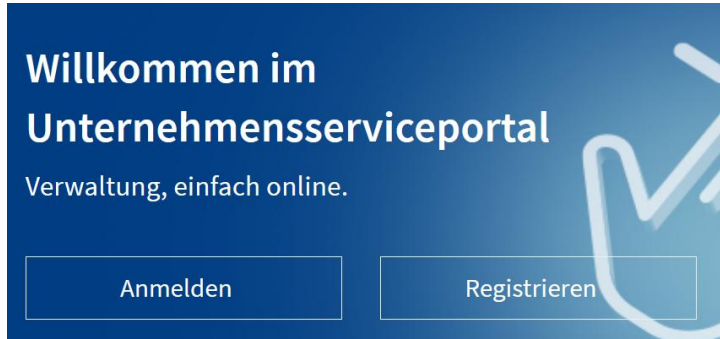 Willkommen im
Unternehmensserviceportal
Verwaltung, einfach online.
Anmelden
Registrieren